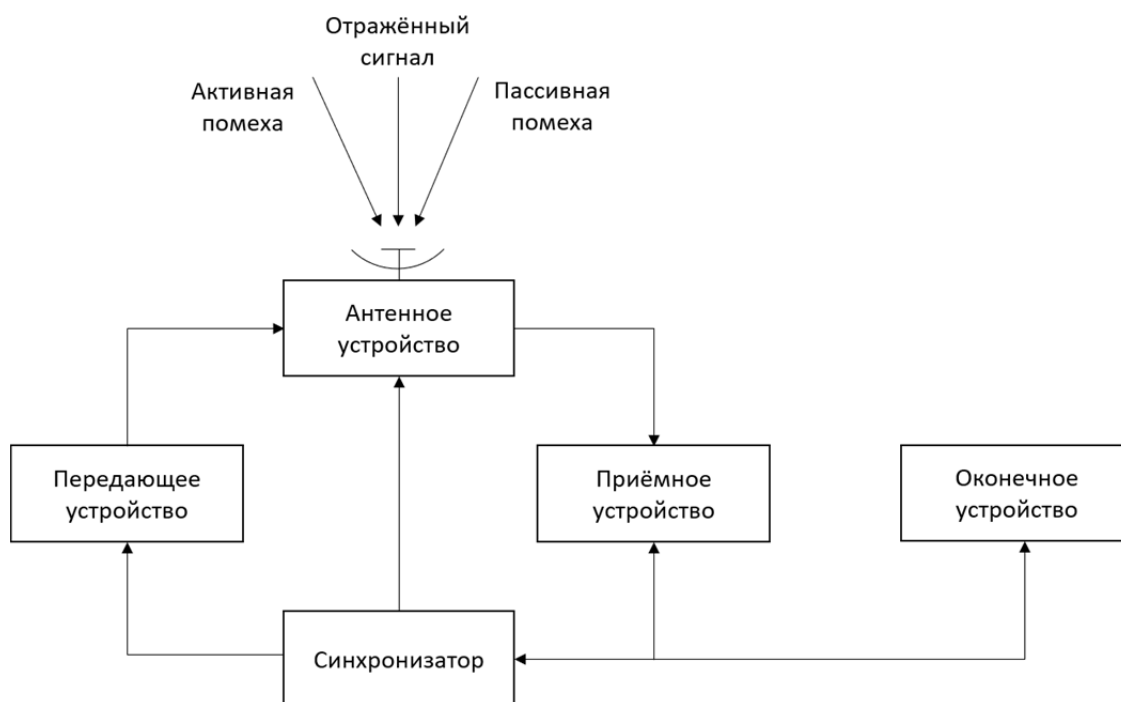 Отражённый
сигнал
Активная
помеха
Пассивная
помеха
Антенное
устройство
Передающее
устройство
Приёмное
устройство
Оконечное
устройство
Синхронизатор